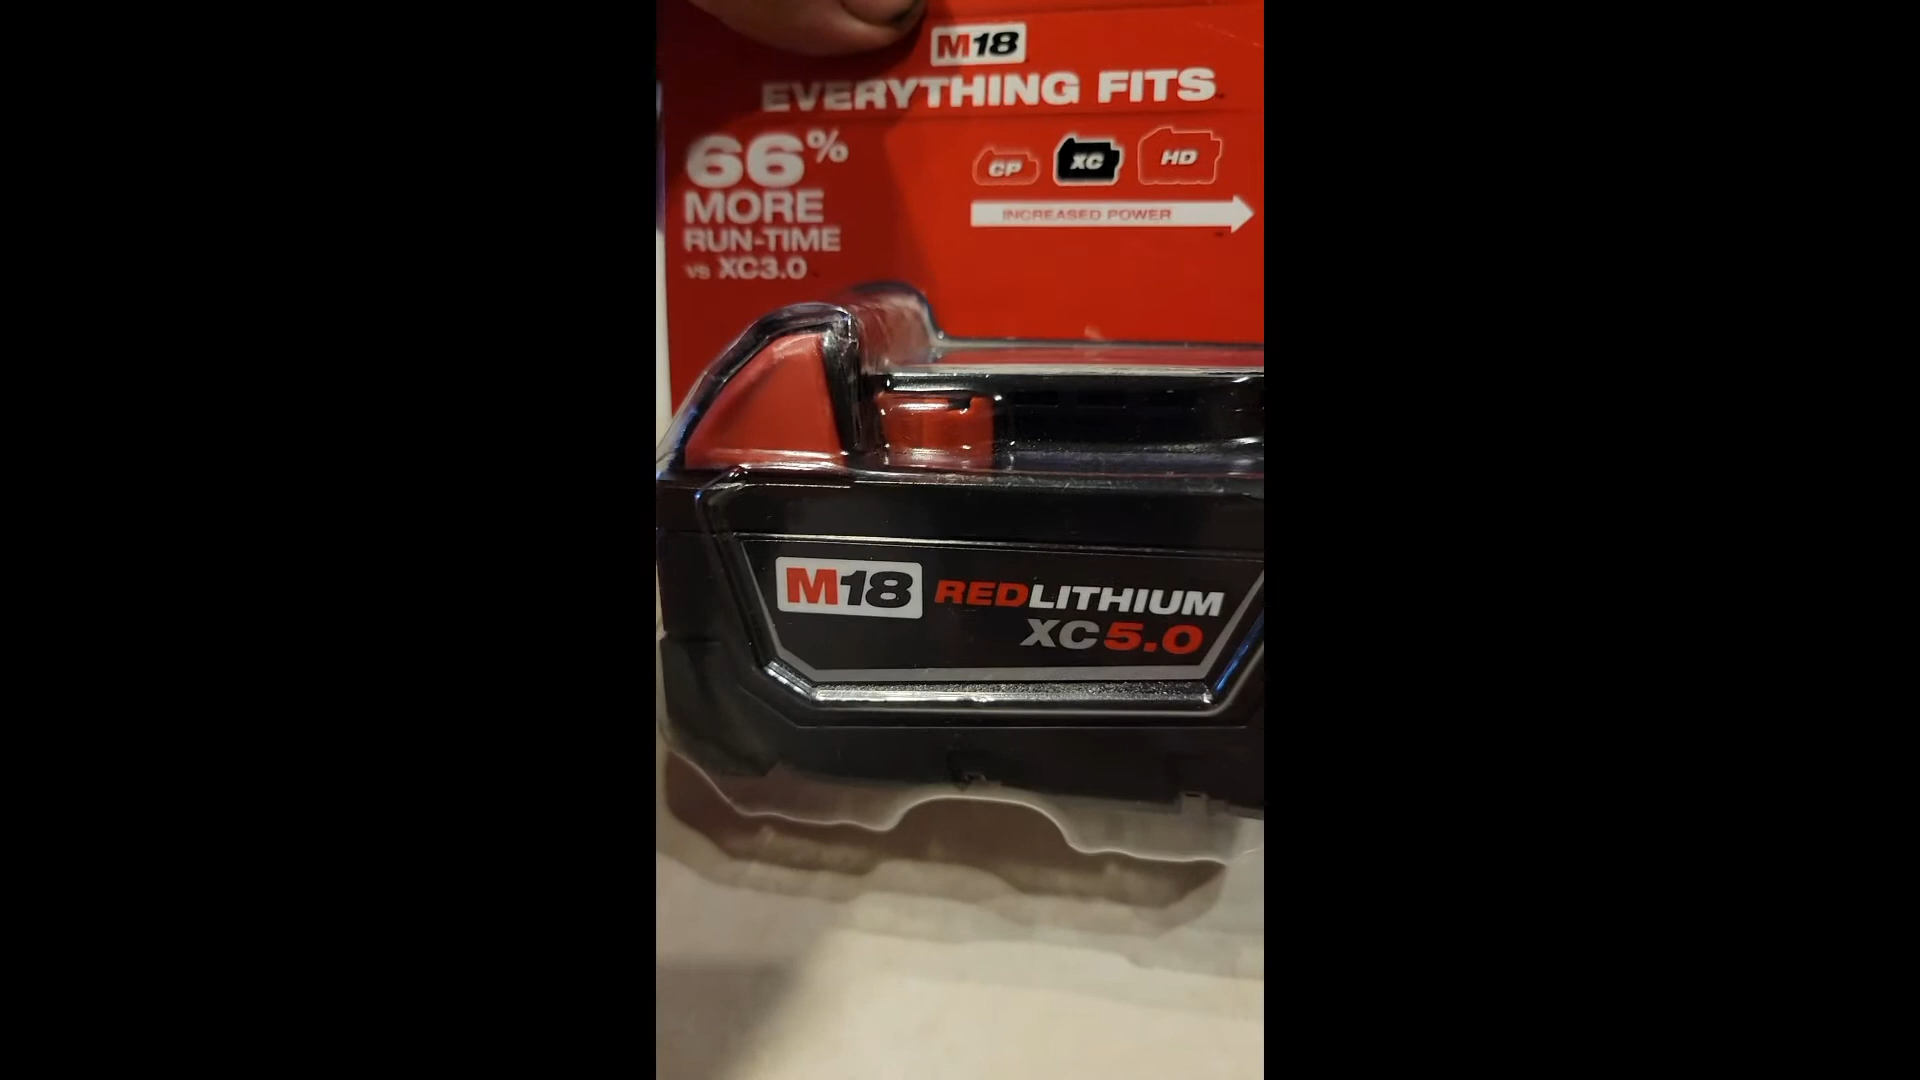 M18
EVERYTHING FITS
66%
MORE
RUN-TIME
vs XC3.0
CP XC HD
INCREASED POWER
M18 REDLITHIUM
XC5.0